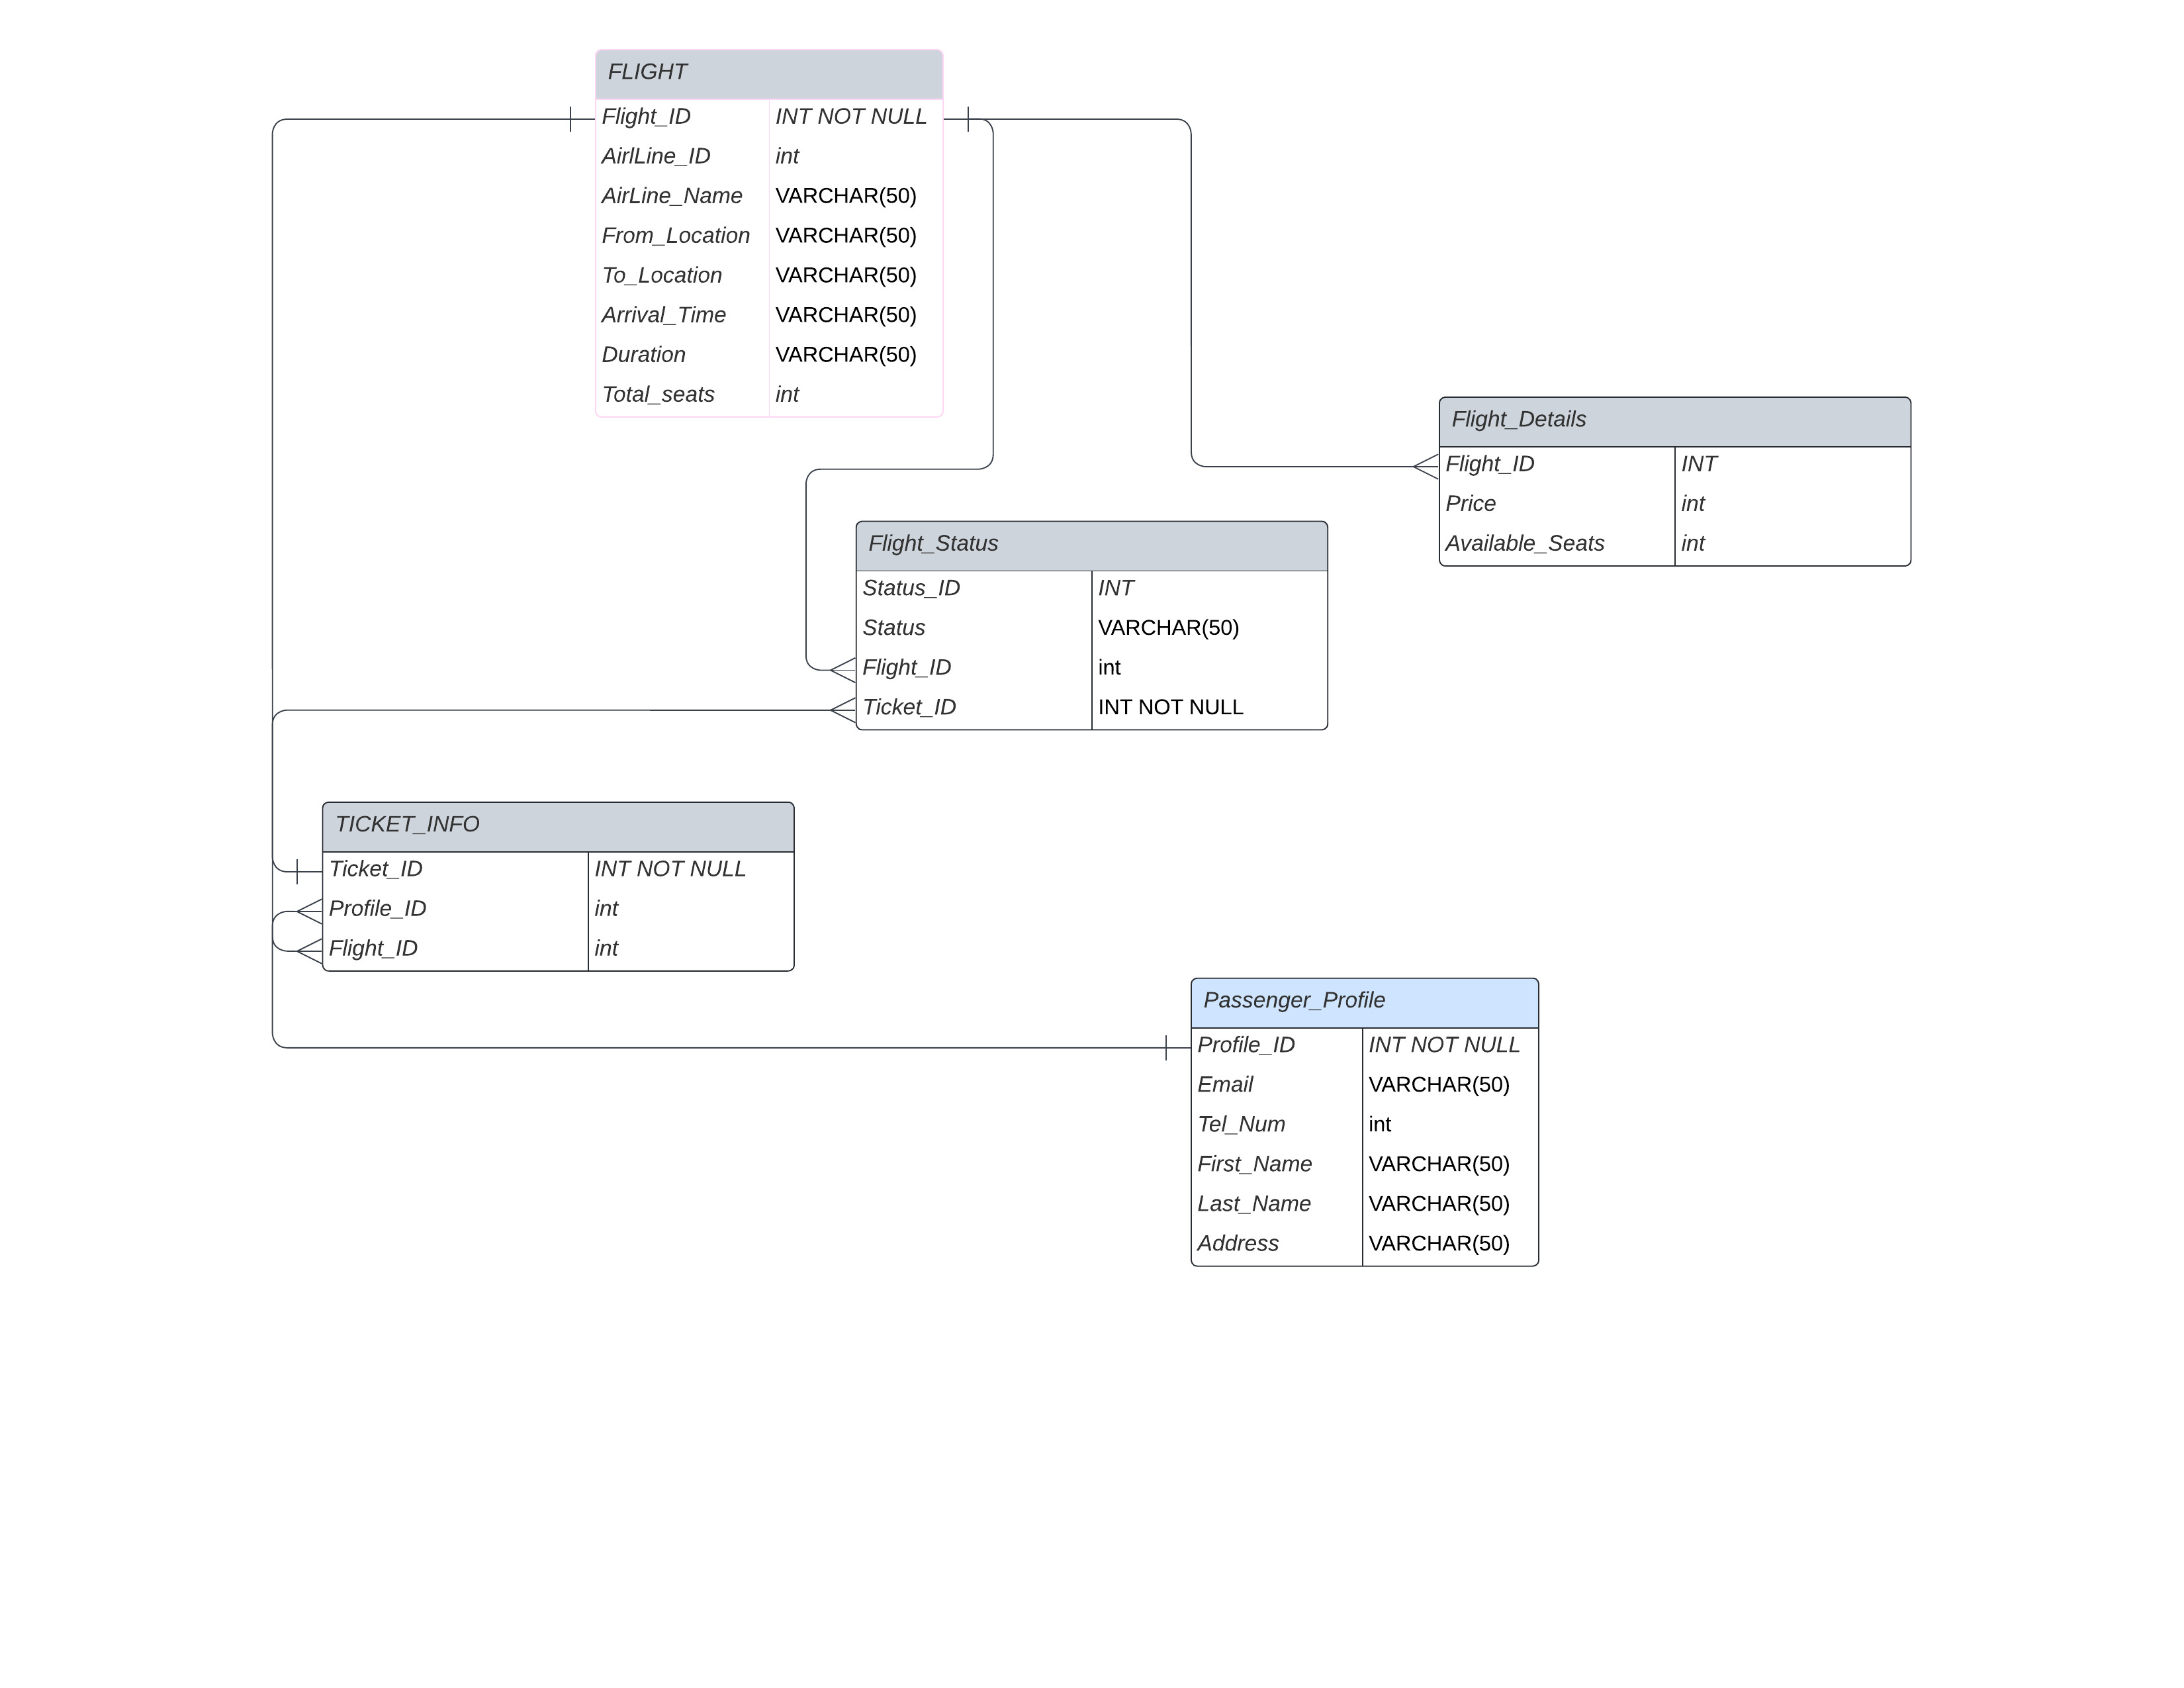 FLIGHT
Flight_ID INT NOT NULL
AirlLine_ID int
AirLine_Name VARCHAR(50)
From_Location VARCHAR(50)
To_Location VARCHAR(50)
Arrival_Time VARCHAR(50)
Duration VARCHAR(50)
Total_seats int
Flight_Details
Flight_ID INT
Price int
Available_Seats int
Flight_Status
Status_ID INT
Status VARCHAR(50)
Flight_ID int
Ticket_ID INT NOT NULL
TICKET_INFO
Ticket_ID INT NOT NULL
Profile_ID int
Flight_ID int
Passenger_Profile
Profile_ID INT NOT NULL
Email VARCHAR(50)
Tel_Num int
First_Name VARCHAR(50)
Last_Name VARCHAR(50)
Address VARCHAR(50)